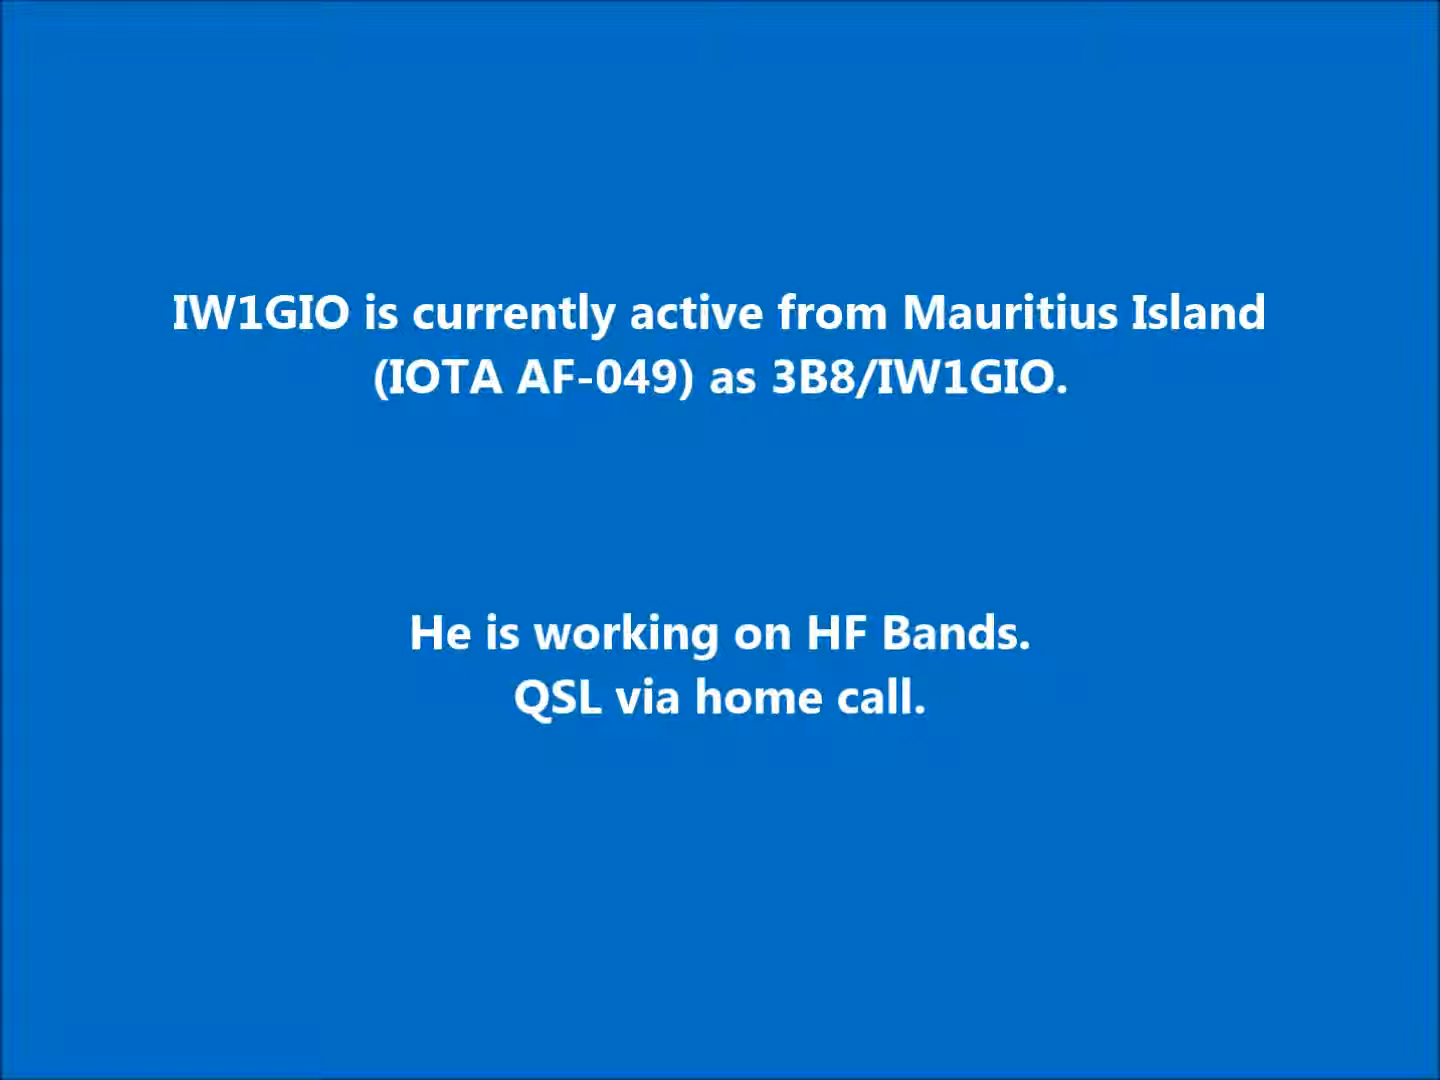 IW1GIO is currently active from Mauritius Island
(IOTA AF-049) as 3B8/IW1GIO.
He is working on HF Bands.
QSL via home call.